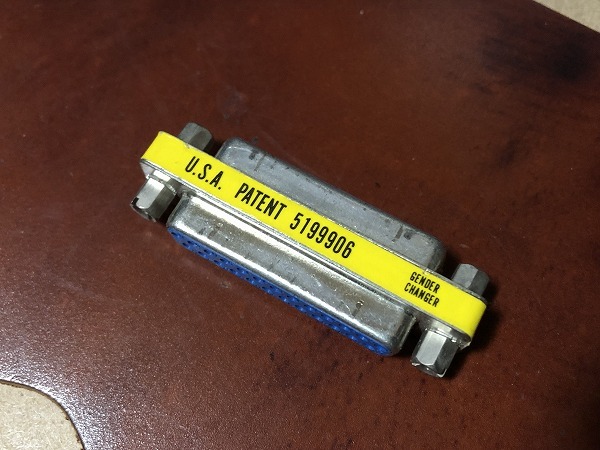 U.S.A. PATENT 5199906
GENDER
CHANGER